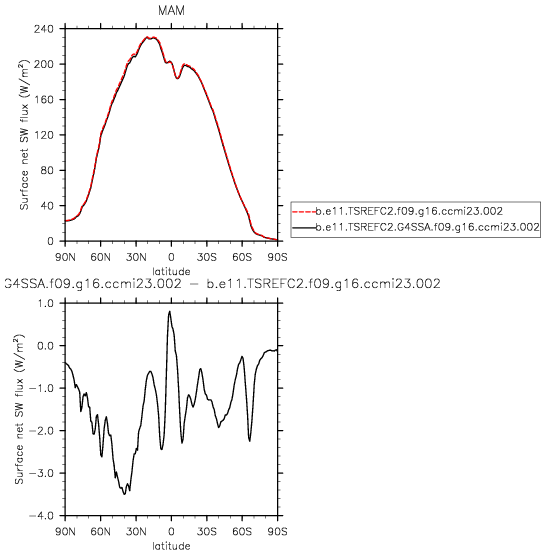 MAM
240
200
160
120
80
40
0
Surface net SW flux (W/m²)
90N 60N 30N 0 30S 60S 90S
latitude
b.e11.TSREFC2.f09.g16.ccmi23.002
b.e11.TSREFC2.G4SSA.f09.g16.ccmi23.002
G4SSA.f09.g16.ccmi23.002 − b.e11.TSREFC2.f09.g16.ccmi23.002
1.0
0.0
−1.0
−2.0
−3.0
−4.0
Surface net SW flux (W/m²)
90N 60N 30N 0 30S 60S 90S
latitude